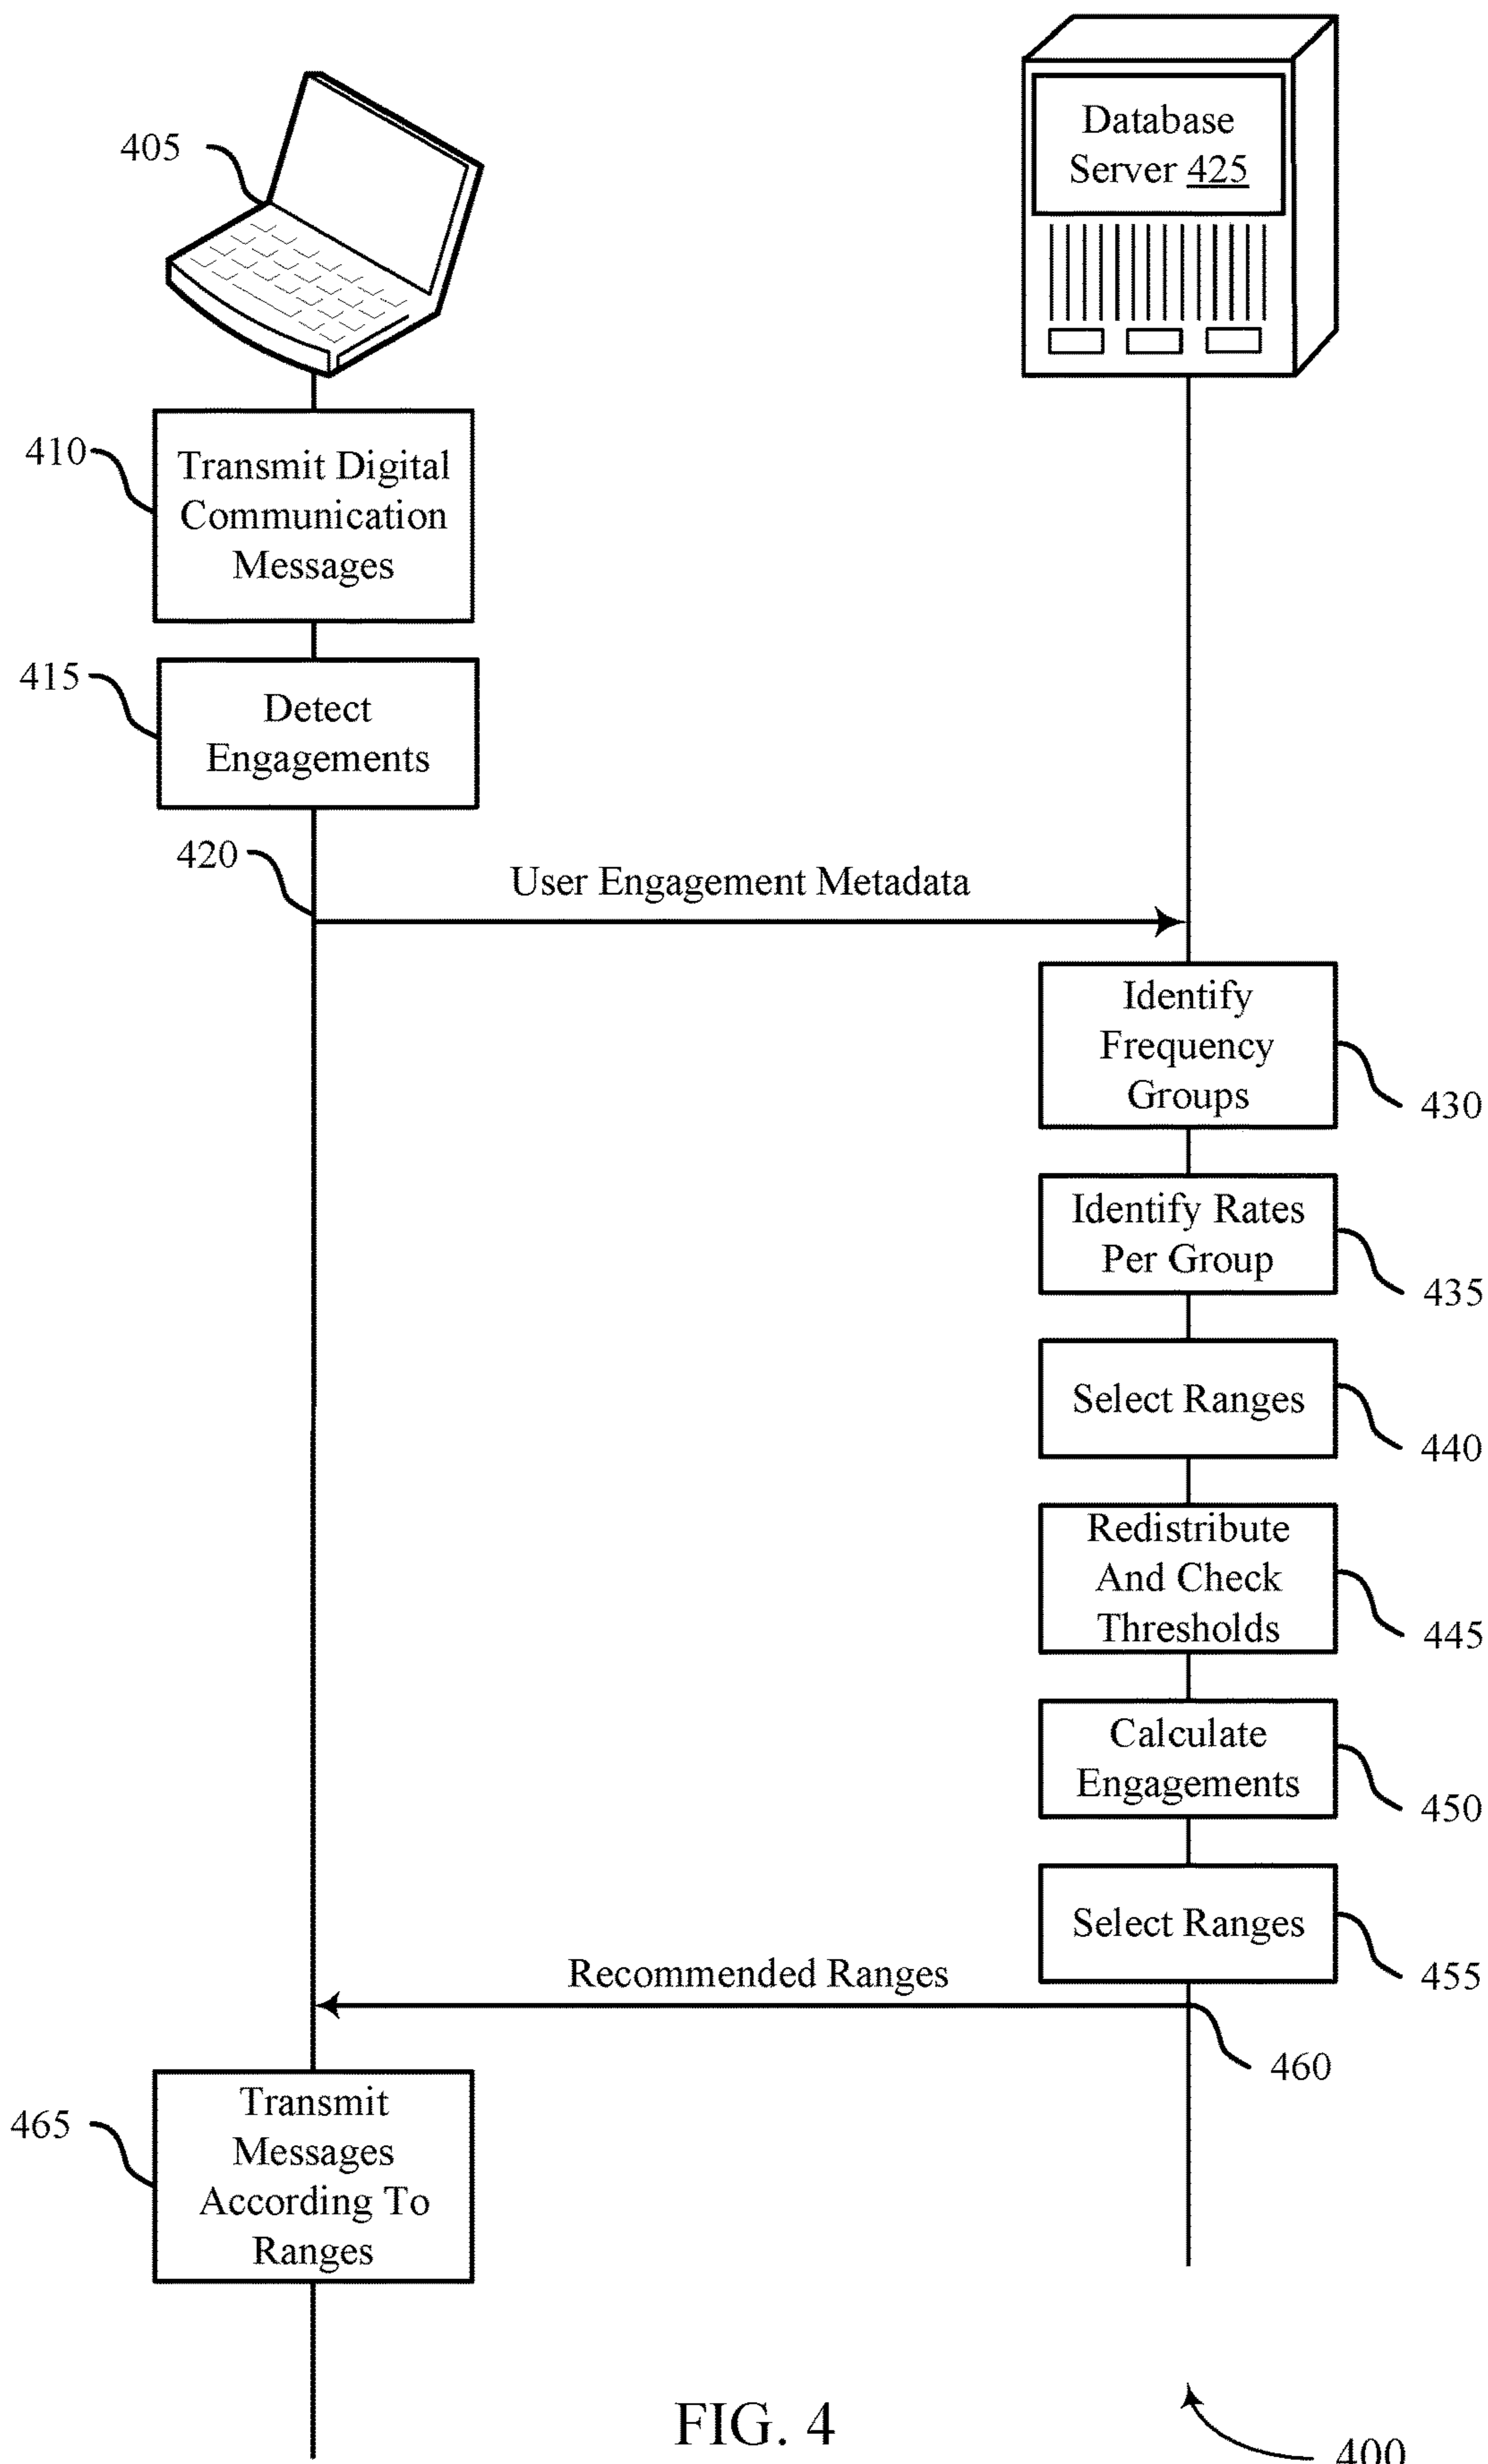 Database
Server 425
405
410
Transmit Digital
Communication
Messages
415
Detect
Engagements
420
User Engagement Metadata
Identify
Frequency
Groups
430
Identify Rates
Per Group
435
Select Ranges
440
Redistribute
And Check
Thresholds
445
Calculate
Engagements
450
Select Ranges
455
Recommended Ranges
460
465
Transmit
Messages
According To
Ranges
FIG. 4
400